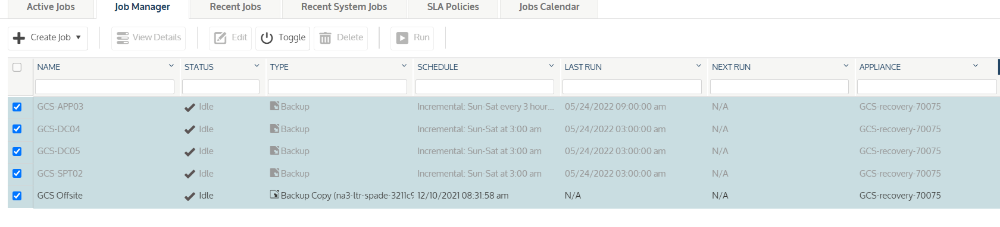 Active Jobs Job Manager Recent Jobs Recent System Jobs SLA Policies Jobs Calendar
Create Job View Details Edit Toggle Delete Run
NAME STATUS TYPE SCHEDULE LAST RUN NEXT RUN APPLIANCE
GCS-APP03 Idle Backup Incremental: Sun-Sat every 3 hour... 05/24/2022 09:00:00 am N/A GCS-recovery-70075
GCS-DC04 Idle Backup Incremental: Sun-Sat at 3:00 am 05/24/2022 03:00:00 am N/A GCS-recovery-70075
GCS-DC05 Idle Backup Incremental: Sun-Sat at 3:00 am 05/24/2022 03:00:00 am N/A GCS-recovery-70075
GCS-SPT02 Idle Backup Incremental: Sun-Sat at 3:00 am 05/24/2022 03:00:00 am N/A GCS-recovery-70075
GCS Offsite Idle Backup Copy (na3-ltr-spade-3211c9 12/10/2021 08:31:58 am N/A N/A GCS-recovery-70075